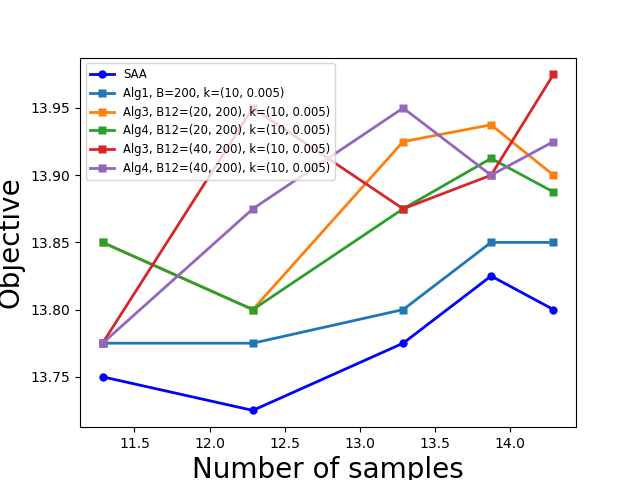 SAA
Alg1, B=200, k=(10, 0.005)
Alg3, B12=(20, 200), k=(10, 0.005)
Alg4, B12=(20, 200), k=(10, 0.005)
Alg3, B12=(40, 200), k=(10, 0.005)
Alg4, B12=(40, 200), k=(10, 0.005)
13.95
13.90
13.85
13.80
13.75
Objective
11.5 12.0 12.5 13.0 13.5 14.0
Number of samples